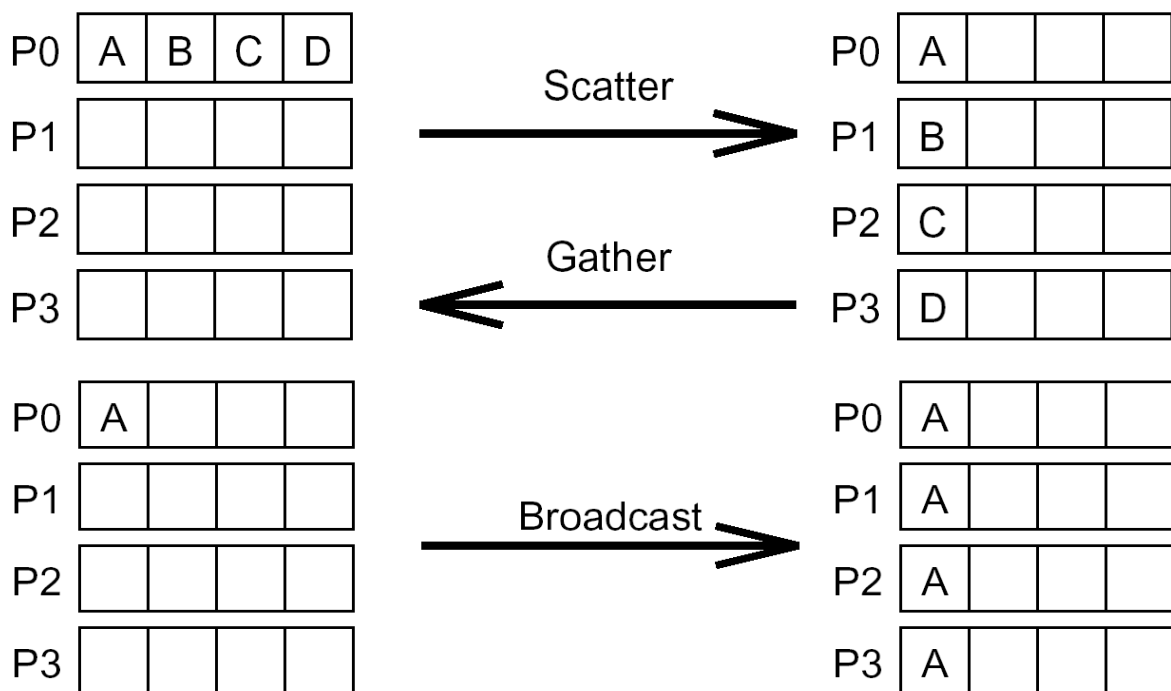 P0 A B C D
P1
P2
P3
Scatter
Gather
P0 A
P1 B
P2 C
P3 D
P0 A
P1
P2
P3
Broadcast
P0 A
P1 A
P2 A
P3 A